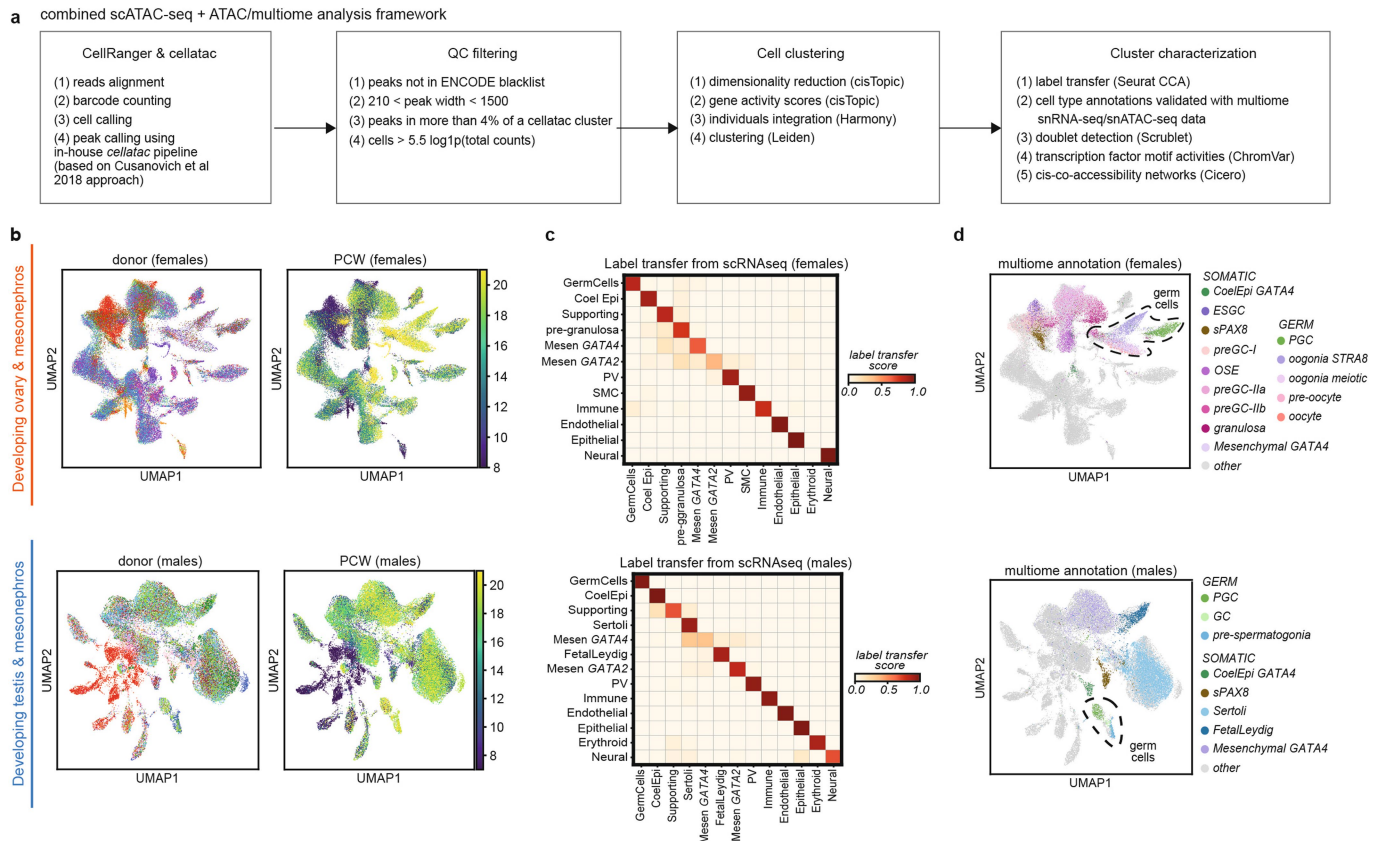 a combined scATAC-seq + ATAC/multiome analysis framework
CellRanger & cellatac
(1) reads alignment
(2) barcode counting
(3) cell calling
(4) peak calling using
in-house cellatac pipeline
(based on Cusanovich et al
2018 approach)
QC filtering
(1) peaks not in ENCODE blacklist
(2) 210 < peak width < 1500
(3) peaks in more than 4% of a cellatac cluster
(4) cells > 5.5 log1p(total counts)
Cell clustering
(1) dimensionality reduction (cisTopic)
(2) gene activity scores (cisTopic)
(3) individuals integration (Harmony)
(4) clustering (Leiden)
Cluster characterization
(1) label transfer (Seurat CCA)
(2) cell type annotations validated with multiome
snRNA-seq/snATAC-seq data
(3) doublet detection (Scrublet)
(4) transcription factor motif activities (ChromVar)
(5) cis-co-accessibility networks (Cicero)
b
Developing ovary & mesonephros
donor (females)
UMAP2
UMAP1
PCW (females)
20
18
16
14
12
10
8
UMAP1
c
Label transfer from scRNAseq (females)
GermCells
Coel Epi
Supporting
pre-granulosa
Mesen GATA4
Mesen GATA2
PV
SMC
Immune
Endothelial
Epithelial
Neural
GermCells
Coel Epi
Supporting
pre-ggranulosa
Mesen GATA4
Mesen GATA2
PV
SMC
Immune
Endothelial
Epithelial
Erythroid
Neural
label transfer
score
0.0
1.0
d
multiome annotation (females)
germ
cells
UMAP2
UMAP1
SOMATIC
CoelEpi GATA4
ESGC
sPAX8
preGC-I
OSE
preGC-IIa
preGC-IIb
granulosa
Mesenchymal GATA4
other
GERM
PGC
oogonia STRA8
oogonia meiotic
pre-oocyte
oocyte
Developing testis & mesonephros
donor (males)
UMAP2
UMAP1
PCW (males)
20
18
16
14
12
10
8
UMAP1
Label transfer from scRNAseq (males)
GermCells
CoelEpi
Supporting
Sertoli
Mesen GATA4
FetalLeydig
Mesen GATA2
PV
Immune
Endothelial
Epithelial
Erythroid
Neural
GermCells
CoelEpi
Supporting
Sertoli
Mesen GATA4
FetalLeydig
Mesen GATA2
PV
Immune
Endothelial
Epithelial
Erythroid
Neural
label transfer
score
0.0
1.0
multiome annotation (males)
germ
cells
UMAP2
UMAP1
GERM
PGC
GC
pre-spermatogonia
SOMATIC
CoelEpi GATA4
sPAX8
Sertoli
FetalLeydig
Mesenchymal GATA4
other